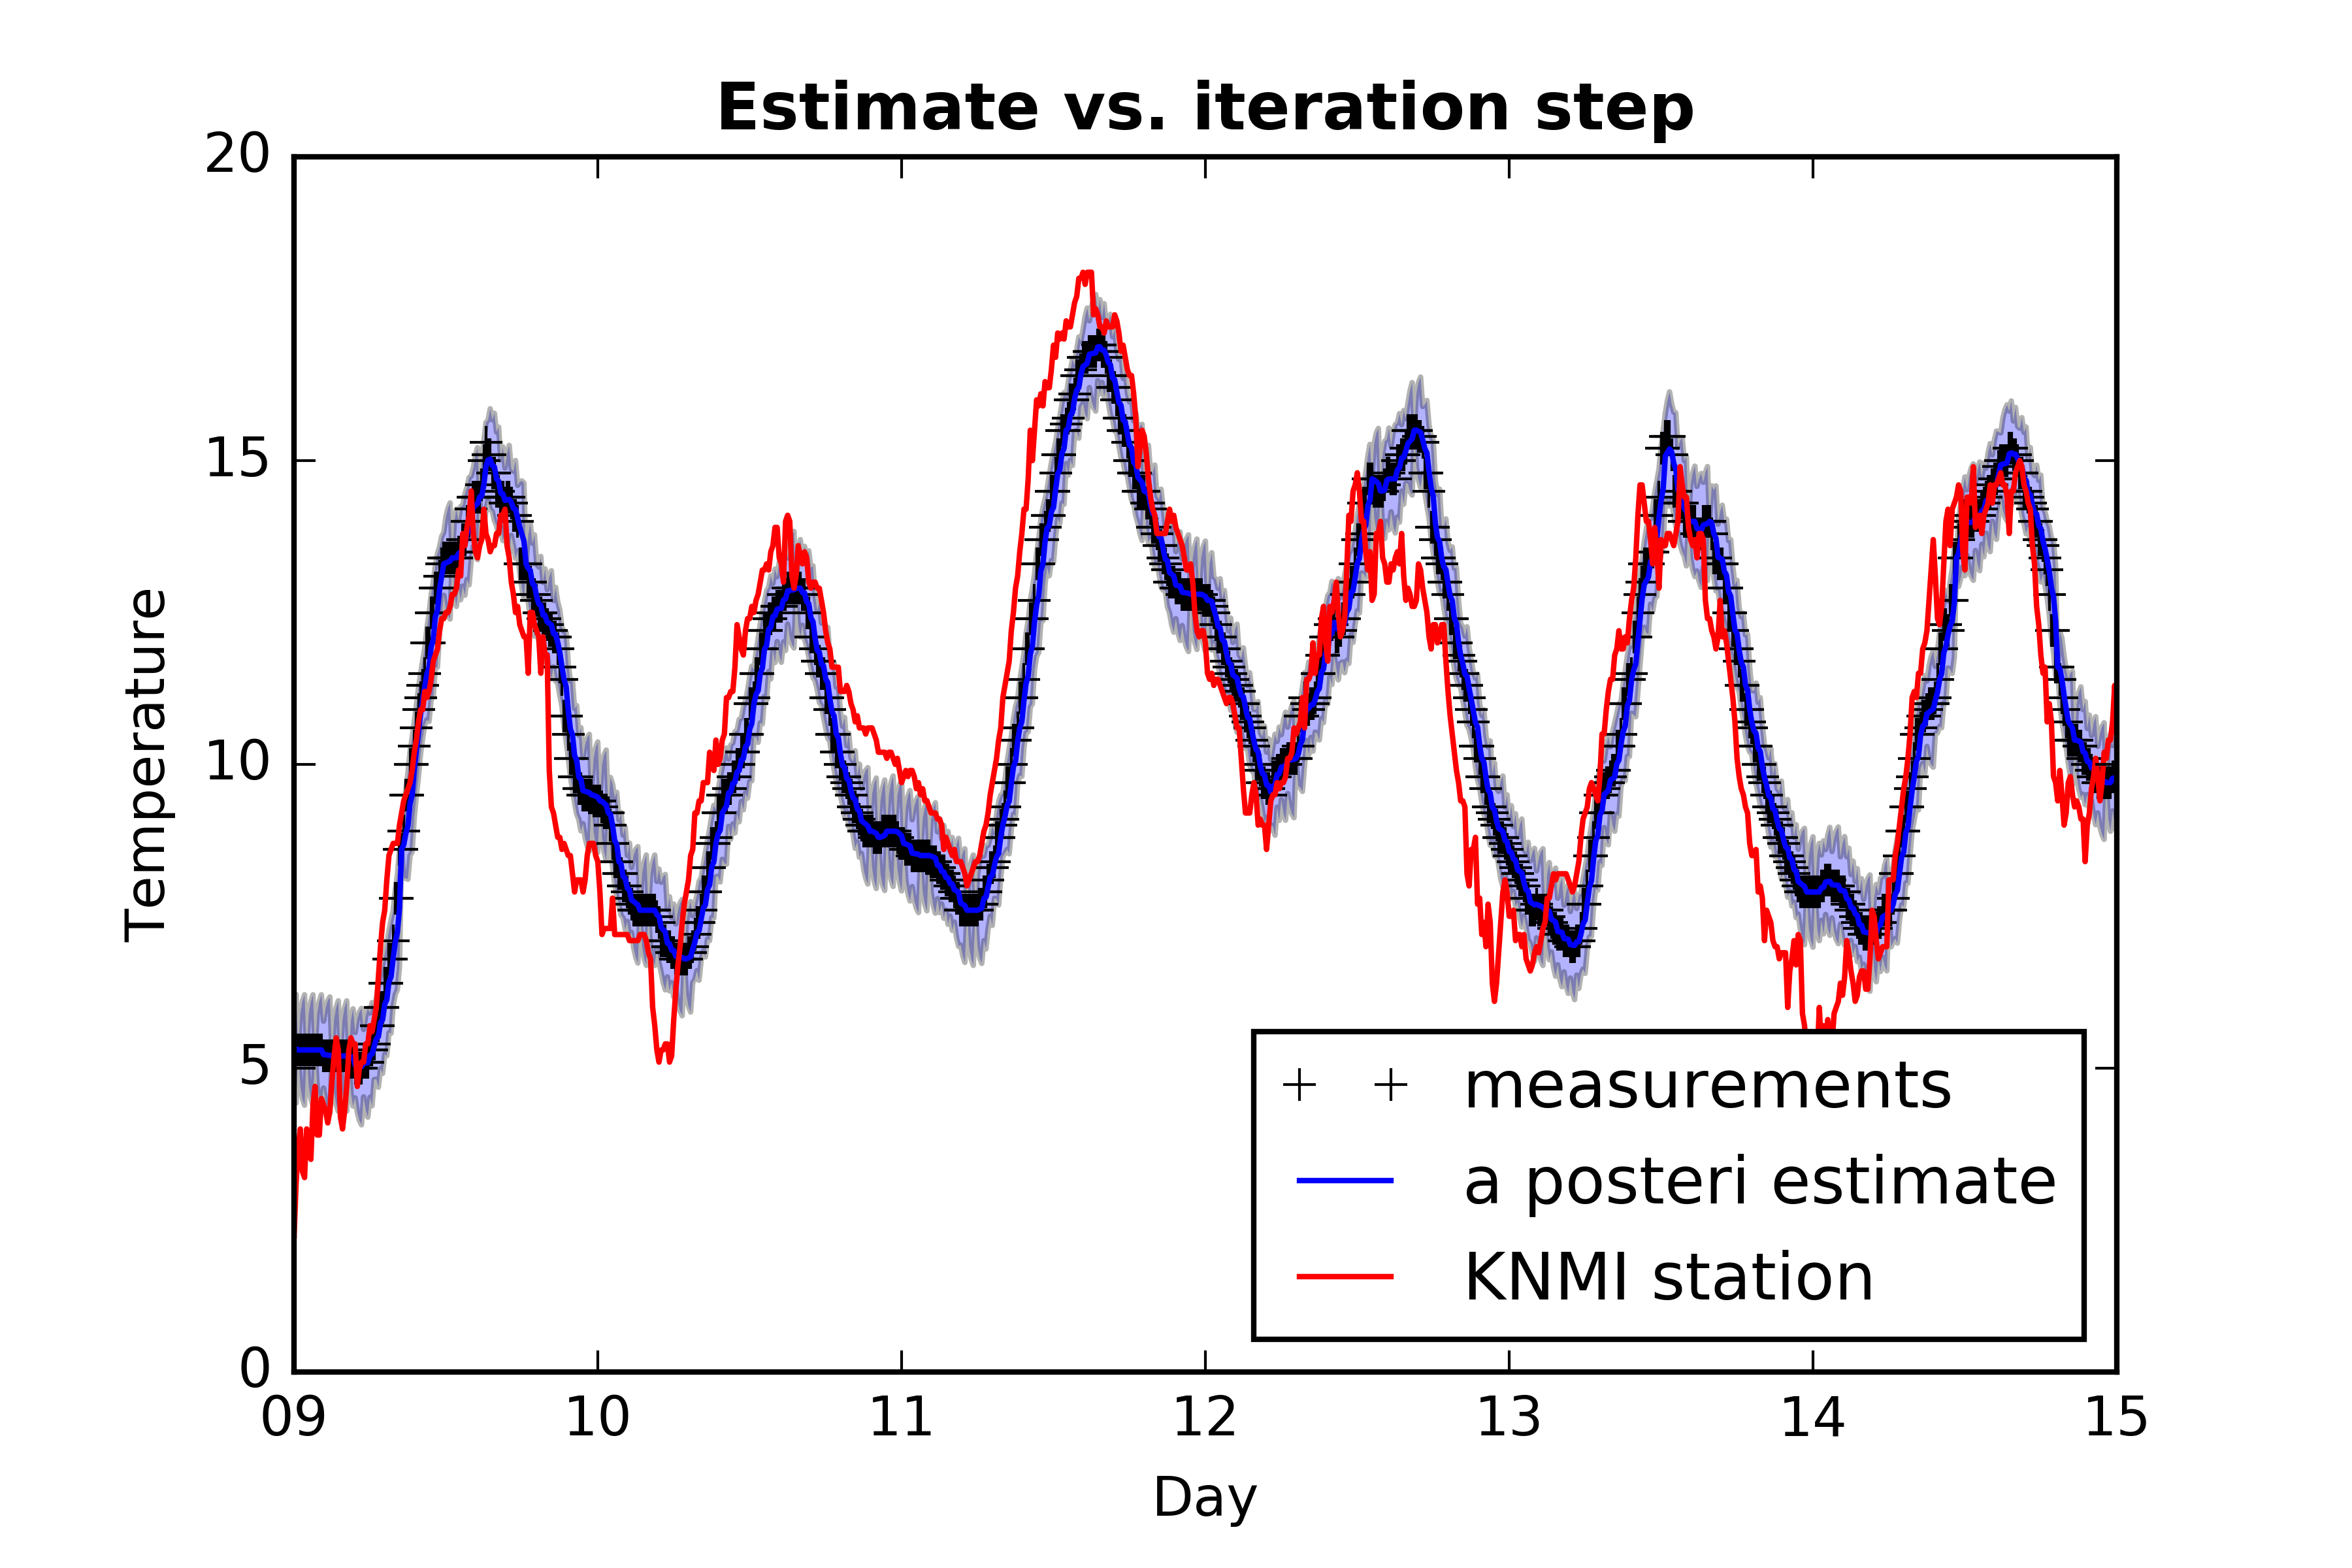 Estimate vs. iteration step
20
15
10
5
0
Temperature
measurements
a posteri estimate
KNMI station
09 10 11 12 13 14 15
Day